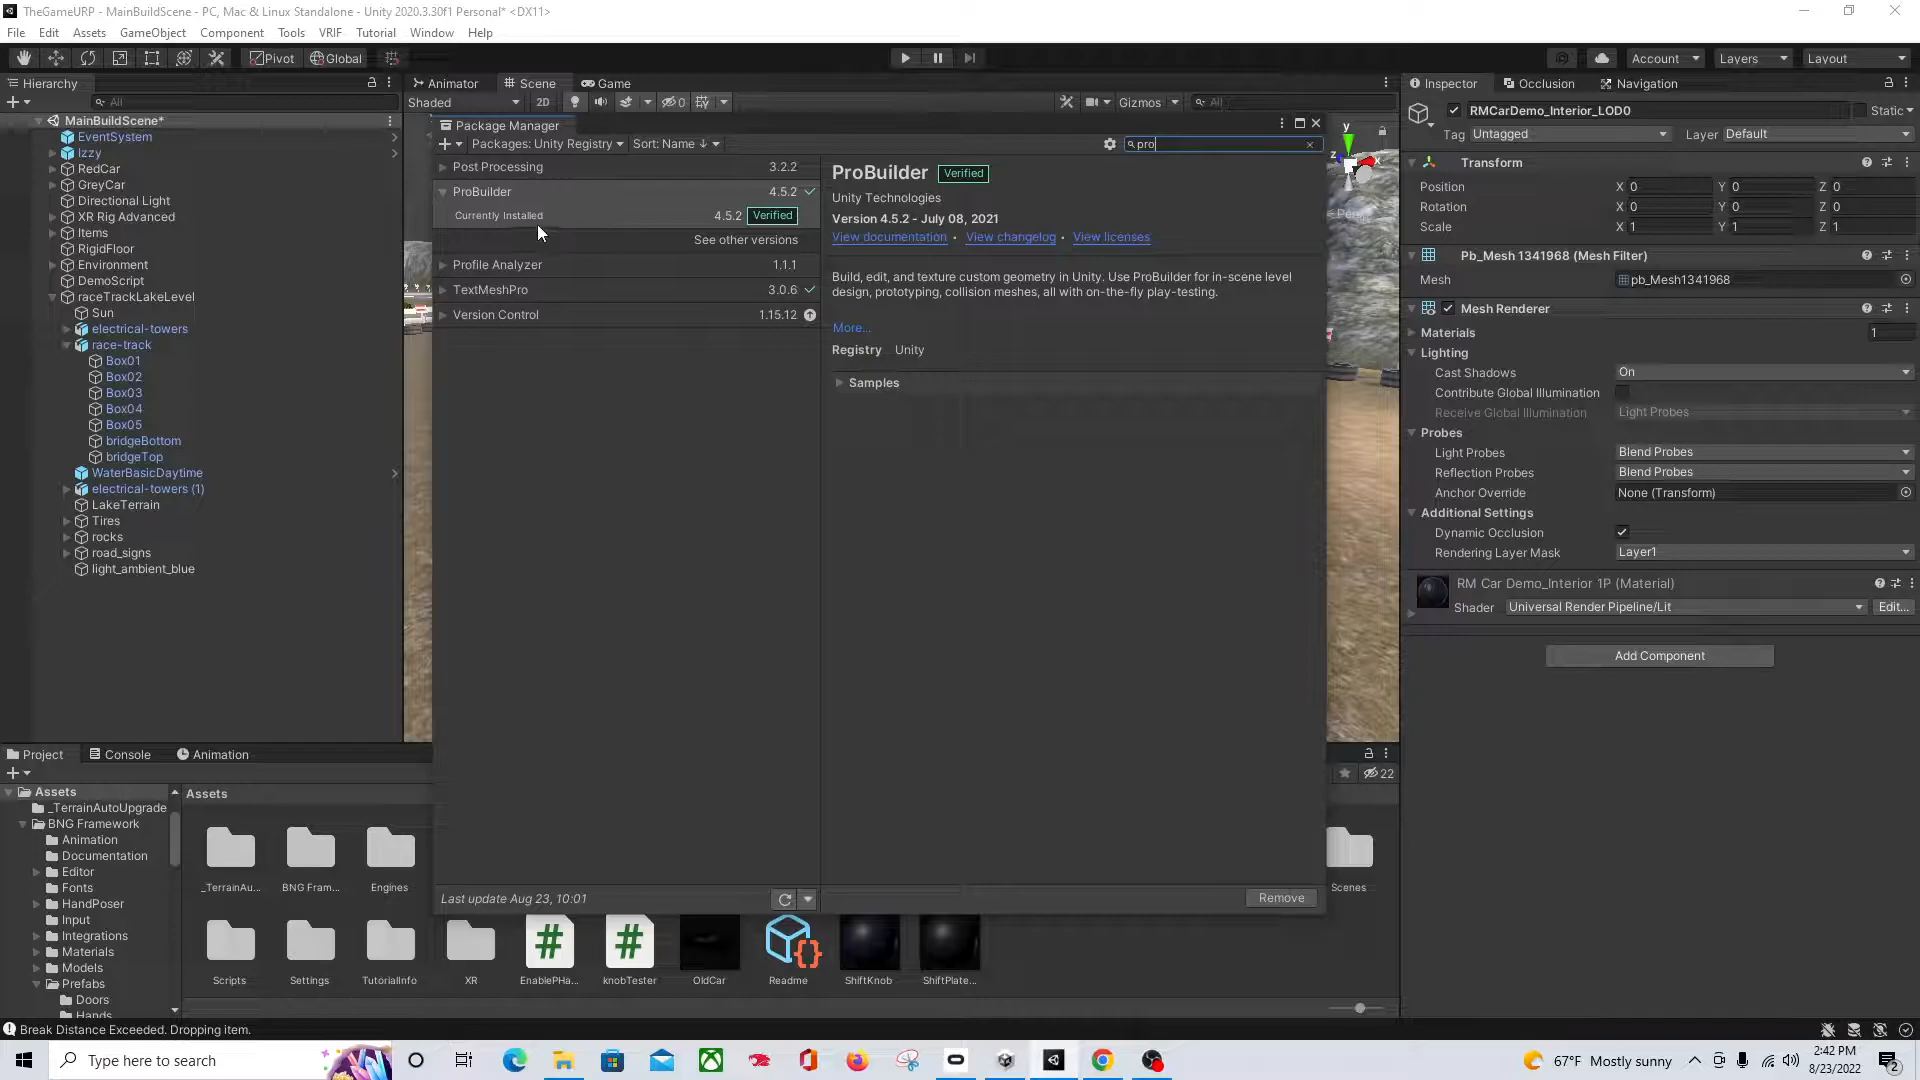 TheGameURP - MainBuildScene - PC, Mac & Linux Standalone - Unity 2020.3.30f1 Personal* <DX11>
File Edit Assets GameObject Component Tools VRIF Tutorial Window Help
Pivot Global Account Layers Layout
Hierarchy
All
MainBuildScene*
EventSystem
Izzy
RedCar
GreyCar
Directional Light
XR Rig Advanced
Items
RigidFloor
Environment
DemoScript
raceTrackLakeLevel
Sun
electrical-towers
race-track
Box01
Box02
Box03
Box04
Box05
bridgeBottom
bridgeTop
WaterBasicDaytime
electrical-towers (1)
LakeTerrain
Tires
rocks
road_signs
light_ambient_blue
Animator Scene Game
Shaded 2D 0 Gizmos All
y
z x
Package Manager
Packages: Unity Registry Sort: Name ↓ pro
Post Processing 3.2.2
ProBuilder 4.5.2
Currently Installed 4.5.2 Verified
See other versions
Profile Analyzer 1.1.1
TextMeshPro 3.0.6
Version Control 1.15.12
Last update Aug 23, 10:01
ProBuilder Verified
Unity Technologies
Version 4.5.2 - July 08, 2021
View documentation • View changelog • View licenses
Build, edit, and texture custom geometry in Unity. Use ProBuilder for in-scene level
design, prototyping, collision meshes, all with on-the-fly play-testing.
More...
Registry Unity
Samples
Remove
Inspector Occlusion Navigation
RMCarDemo_Interior_LOD0 Static
Tag Untagged Layer Default
Transform
Position X 0 Y 0 Z 0
Rotation X 0 Y 0 Z 0
Scale X 1 Y 1 Z 1
Pb_Mesh 1341968 (Mesh Filter)
Mesh pb_Mesh1341968
Mesh Renderer
Materials 1
Lighting
Cast Shadows On
Contribute Global Illumination
Receive Global Illumination Light Probes
Probes
Light Probes Blend Probes
Reflection Probes Blend Probes
Anchor Override None (Transform)
Additional Settings
Dynamic Occlusion
Rendering Layer Mask Layer1
RM Car Demo_Interior 1P (Material)
Shader Universal Render Pipeline/Lit Edit...
Add Component
Project Console Animation
22
Assets
_TerrainAutoUpgrade
BNG Framework
Animation
Documentation
Editor
Fonts
HandPoser
Input
Integrations
Materials
Models
Prefabs
Doors
Hands
Assets
_TerrainAu... BNG Fram... Engines Scenes
Scripts Settings TutorialInfo XR EnablePHa... knobTester OldCar Readme ShiftKnob ShiftPlate...
Break Distance Exceeded. Dropping item.
Type here to search
67°F Mostly sunny
2:42 PM
8/23/2022
2